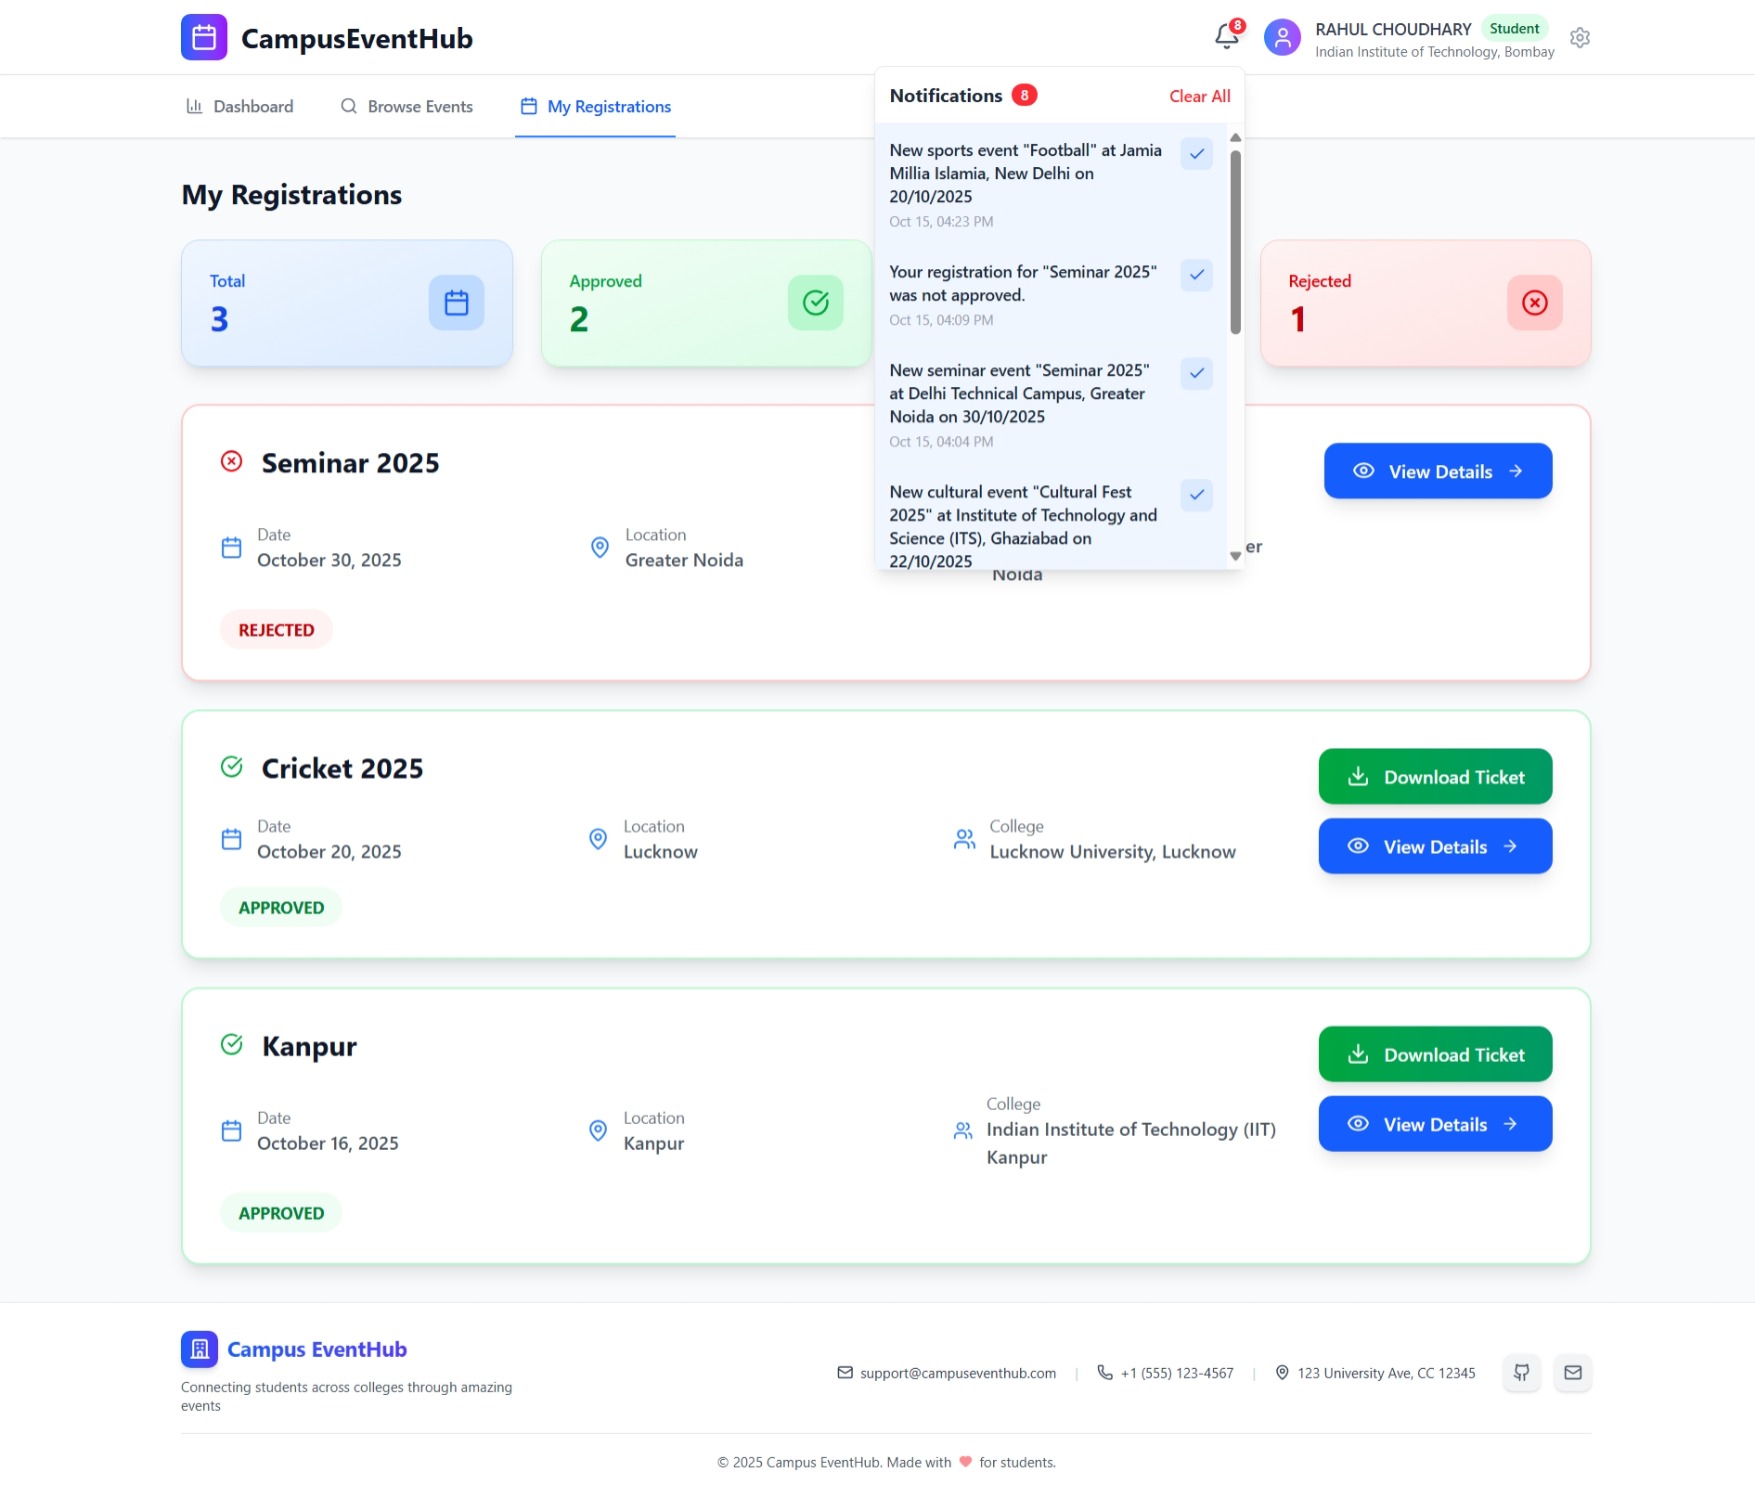 CampusEventHub
8
RAHUL CHOUDHARY Student
Indian Institute of Technology, Bombay
Dashboard
Browse Events
My Registrations
Notifications 8
Clear All
New sports event "Football" at Jamia
Millia Islamia, New Delhi on
20/10/2025
Oct 15, 04:23 PM
Your registration for "Seminar 2025"
was not approved.
Oct 15, 04:09 PM
New seminar event "Seminar 2025"
at Delhi Technical Campus, Greater
Noida on 30/10/2025
Oct 15, 04:04 PM
New cultural event "Cultural Fest
2025" at Institute of Technology and
Science (ITS), Ghaziabad on
22/10/2025
My Registrations
Total
3
Approved
2
Rejected
1
Seminar 2025
View Details
Date
October 30, 2025
Location
Greater Noida
er
Noida
REJECTED
Cricket 2025
Download Ticket
View Details
Date
October 20, 2025
Location
Lucknow
College
Lucknow University, Lucknow
APPROVED
Kanpur
Download Ticket
View Details
Date
October 16, 2025
Location
Kanpur
College
Indian Institute of Technology (IIT)
Kanpur
APPROVED
Campus EventHub
Connecting students across colleges through amazing
events
support@campuseventhub.com | +1 (555) 123-4567 | 123 University Ave, CC 12345
© 2025 Campus EventHub. Made with for students.